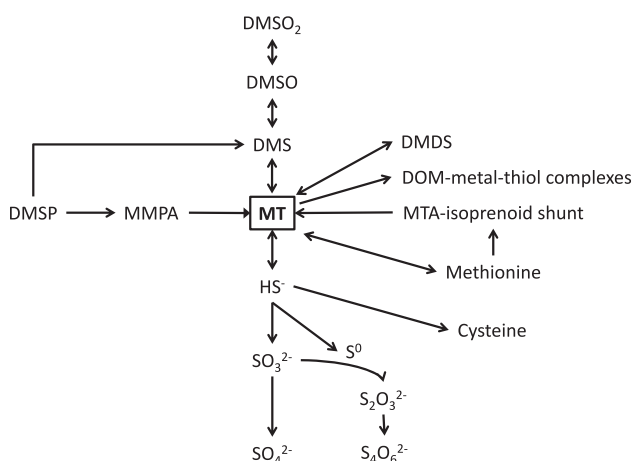 DMSO₂
DMSO
DMS
DMDS
DOM-metal-thiol complexes
DMSP
MMPA
MT
MTA-isoprenoid shunt
Methionine
HS⁻
Cysteine
S⁰
SO₃²⁻
S₂O₃²⁻
SO₄²⁻
S₄O₆²⁻